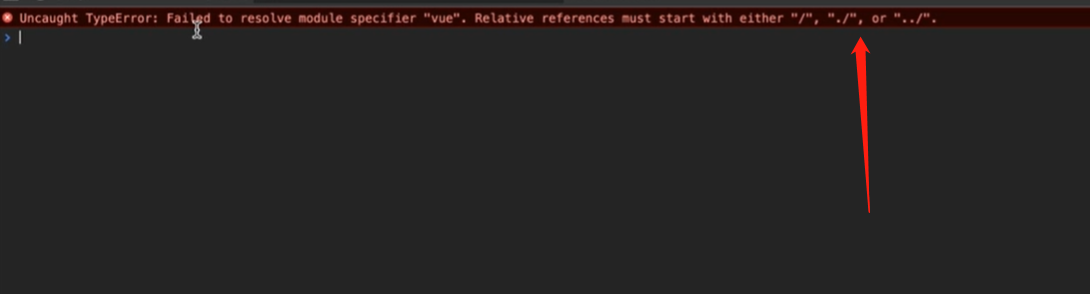 Uncaught TypeError: Failed to resolve module specifier "vue". Relative references must start with either "/", "./", or "../".